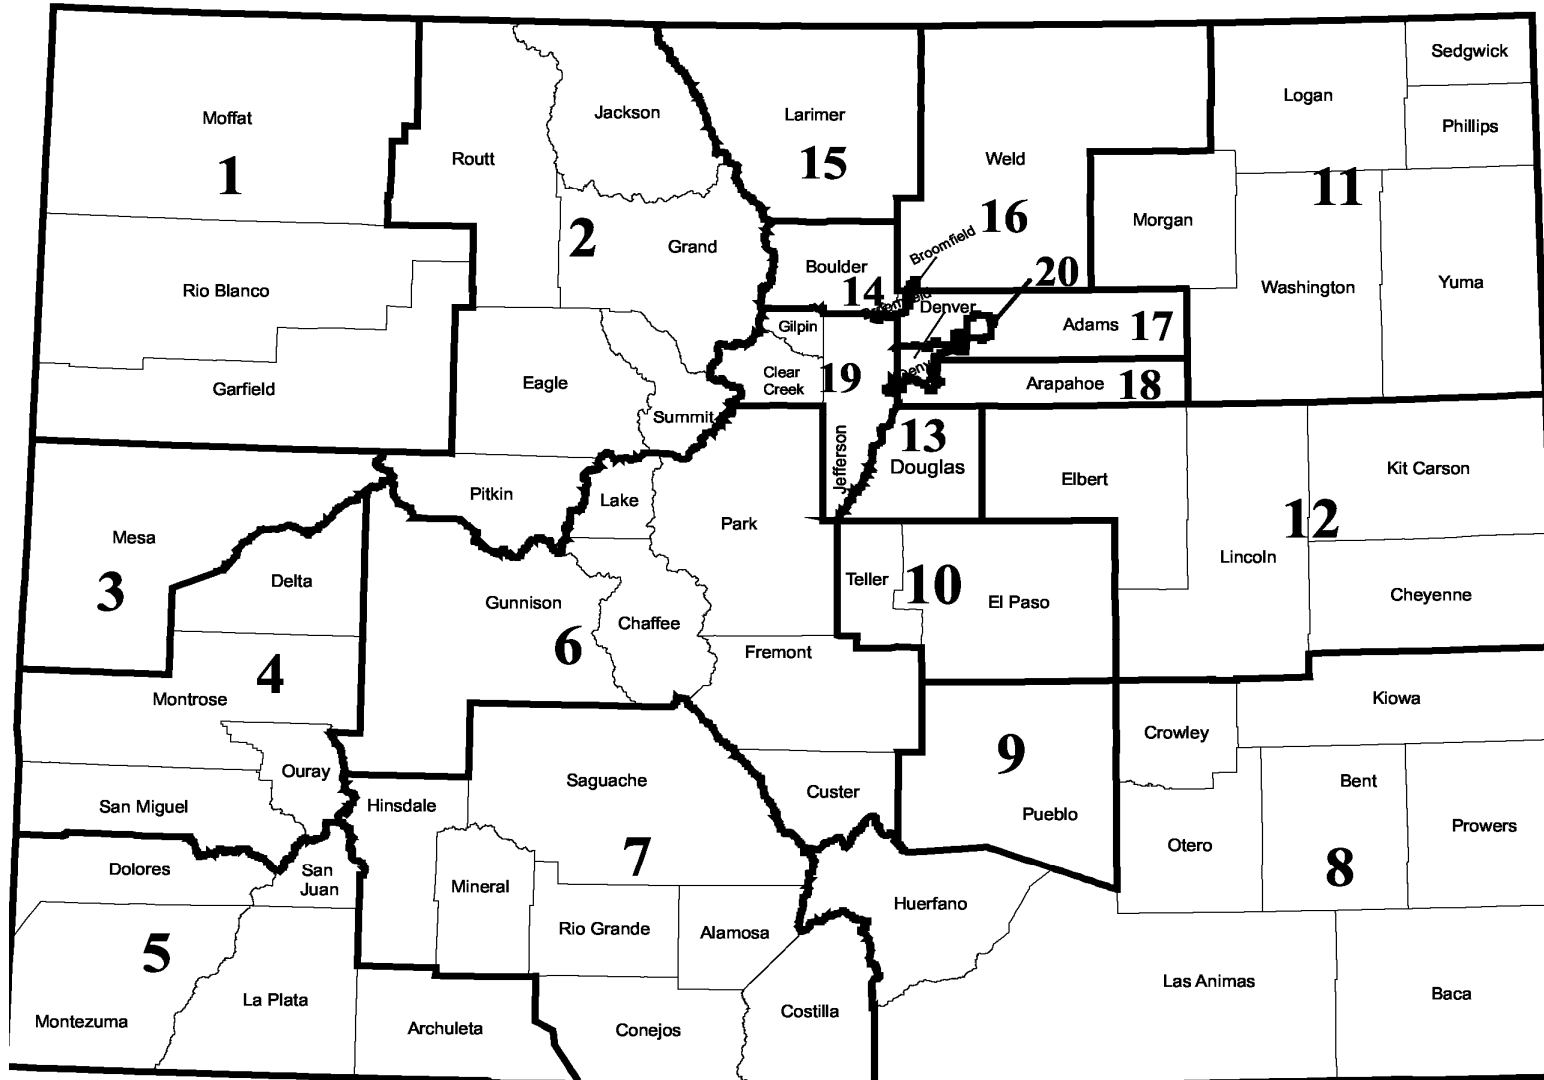 Sedgwick
Logan
Jackson
Larimer
Moffat
Phillips
Routt
Weld
1
15
11
Morgan
16
2
Grand
Broomfield
Boulder
20
Rio Blanco
14
Washington
Yuma
Denver
Gilpin
Adams
17
Clear
Creek
19
Eagle
Garfield
Arapahoe
18
Summit
13
Jefferson
Douglas
Kit Carson
Elbert
Pitkin
Lake
Park
12
Mesa
Lincoln
Delta
Teller
10
3
Gunnison
El Paso
Cheyenne
Chaffee
6
Fremont
4
Montrose
Kiowa
Crowley
9
Ouray
Saguache
Bent
San Miguel
Hinsdale
Custer
Pueblo
Prowers
Otero
7
8
Dolores
San
Juan
Mineral
Huerfano
Rio Grande
Alamosa
5
Las Animas
Baca
La Plata
Costilla
Montezuma
Archuleta
Conejos